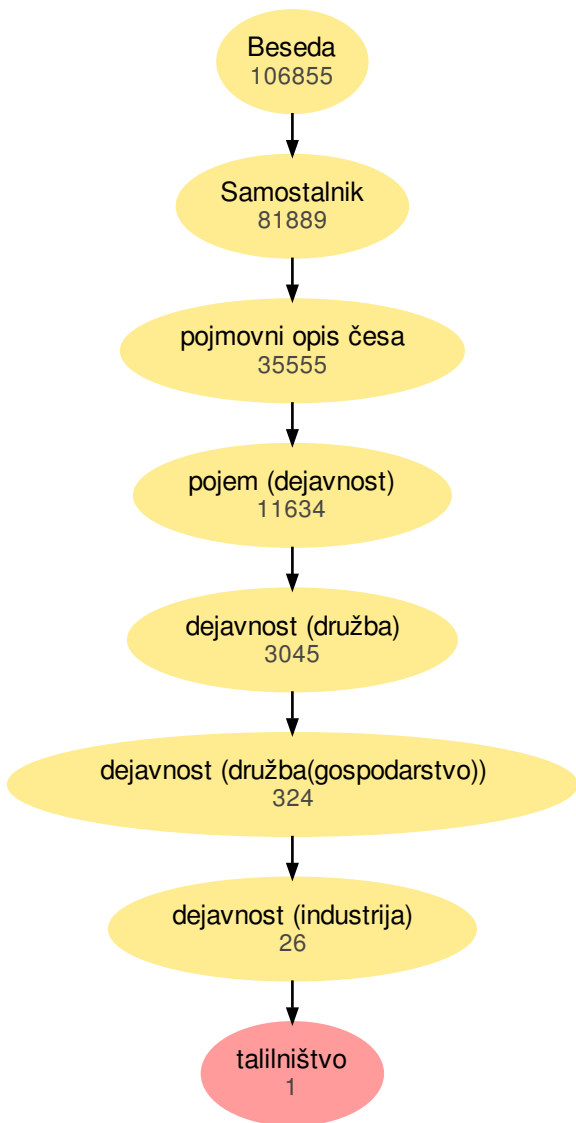 Beseda
106855
Samostalnik
81889
pojmovni opis česa
35555
pojem (dejavnost)
11634
dejavnost (družba)
3045
dejavnost (družba(gospodarstvo))
324
dejavnost (industrija)
26
talilništvo
1